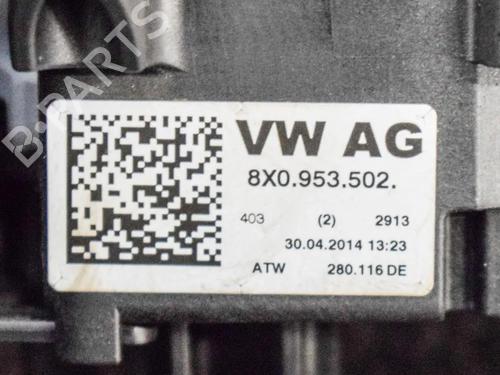 B-PARTS
VW AG
8X0.953.502.
403 (2) 2913
30.04.2014 13:23
ATW 280.116 DE